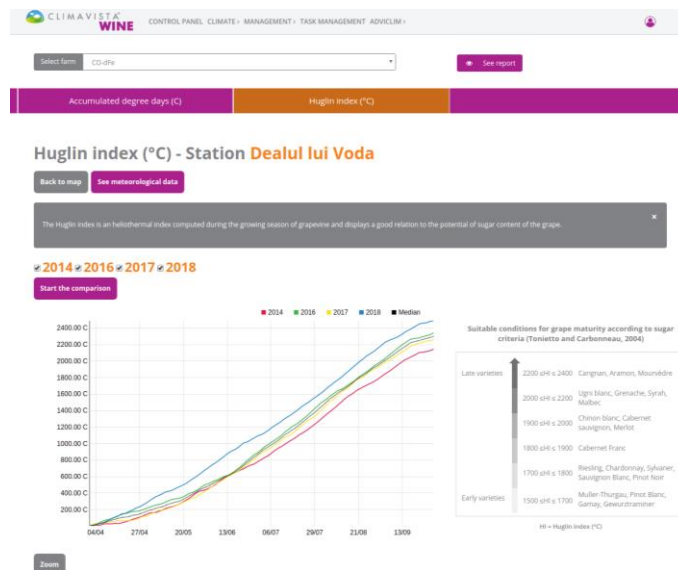 CLIMAVISTA
WINE
CONTROL PANEL CLIMATE› MANAGEMENT› TASK MANAGEMENT ADVICLIM›
Select farm CO-dFe
See report
Accumulated degree days (C) Huglin Index (°C)
Huglin index (°C) - Station Dealul lui Voda
Back to map See meteorological data
The Huglin Index is an heliothermal index computed during the growing season of grapevine and displays a good relation to the potential of sugar content of the grape. ×
2014 2016 2017 2018
Start the comparison
2014 2016 2017 2018 Median
2400.00 C
2200.00 C
2000.00 C
1800.00 C
1600.00 C
1400.00 C
1200.00 C
1000.00 C
800.00 C
600.00 C
400.00 C
200.00 C
04/04 27/04 20/05 13/06 06/07 29/07 21/08 13/09
Suitable conditions for grape maturity according to sugar
criteria (Tonietto and Carbonneau, 2004)
Late varieties 2200 ≤HI ≤ 2400 Carignan, Aramon, Mourvèdre
2000 ≤HI ≤ 2200 Ugni blanc, Grenache, Syrah,
Malbec
1900 ≤HI ≤ 2000 Chinon blanc, Cabernet
sauvignon, Merlot
1800 ≤HI ≤ 1900 Cabernet Franc
1700 ≤HI ≤ 1800 Riesling, Chardonnay, Sylvaner,
Sauvignon Blanc, Pinot Noir
Early varieties 1500 ≤HI ≤ 1700 Muller-Thurgau, Pinot Blanc,
Gamay, Gewurztraminer
HI = Huglin Index (°C)
Zoom